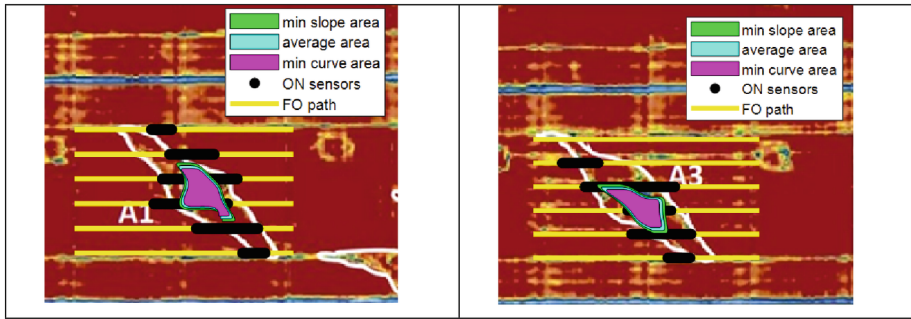 min slope area
average area
min curve area
ON sensors
FO path
A1
min slope area
average area
min curve area
ON sensors
FO path
A3